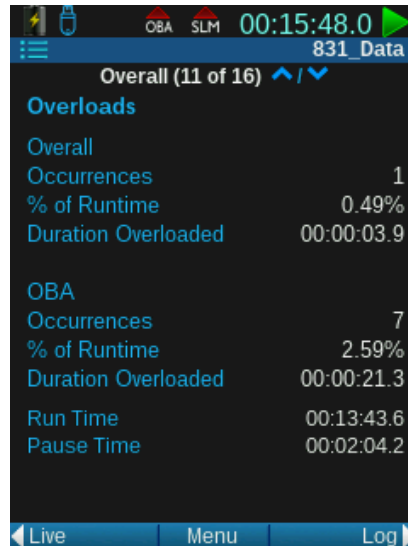 OBA SLM 00:15:48.0
831_Data
Overall (11 of 16) /
Overloads
Overall
Occurrences 1
% of Runtime 0.49%
Duration Overloaded 00:00:03.9
OBA
Occurrences 7
% of Runtime 2.59%
Duration Overloaded 00:00:21.3
Run Time 00:13:43.6
Pause Time 00:02:04.2
Live Menu Log